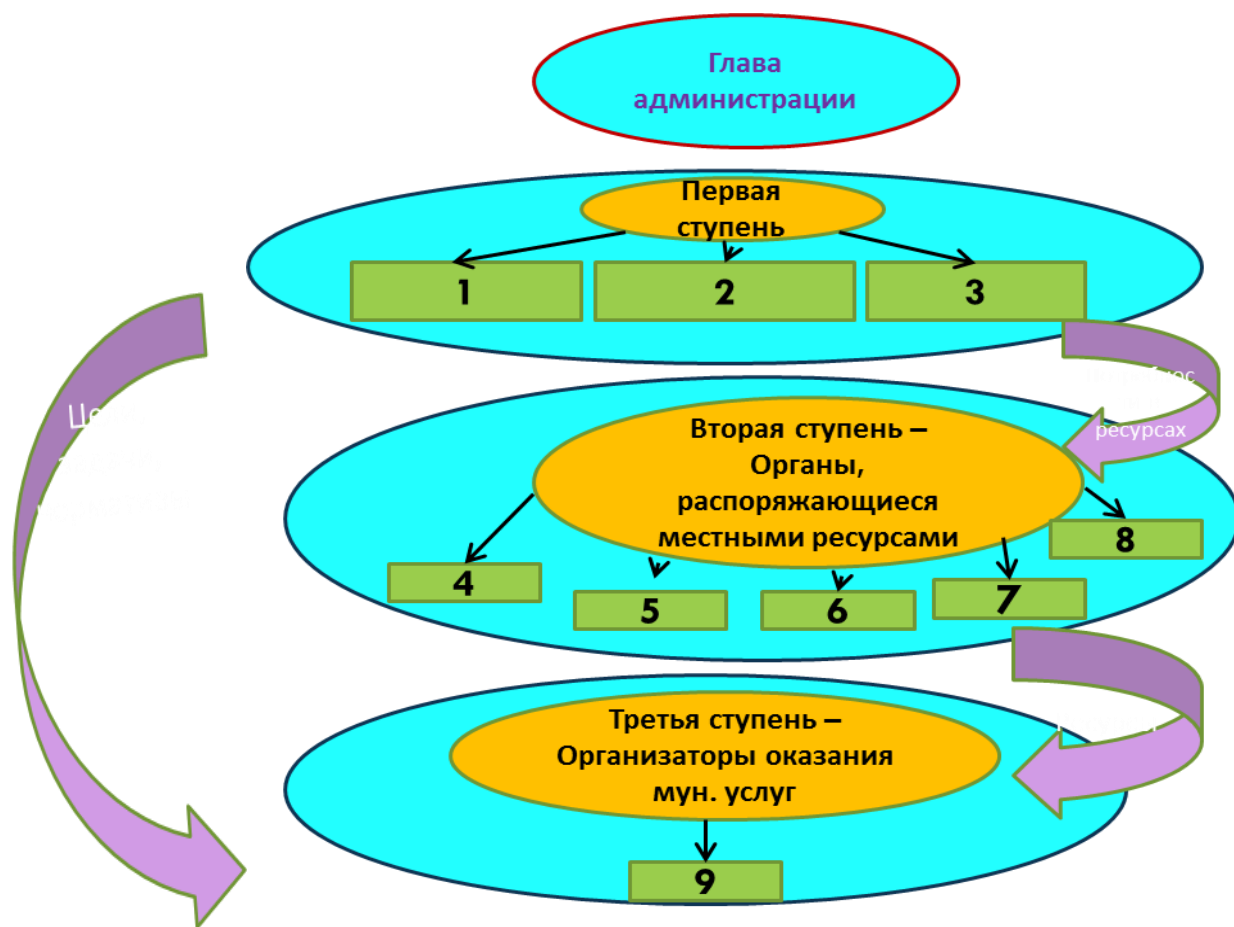 Глава
администрации
Первая
ступень
1 2 3
ресурсах
Вторая ступень –
Органы,
распоряжающиеся
местными ресурсами
8
4
5
6
7
Третья ступень –
Организаторы оказания
мун. услуг
9